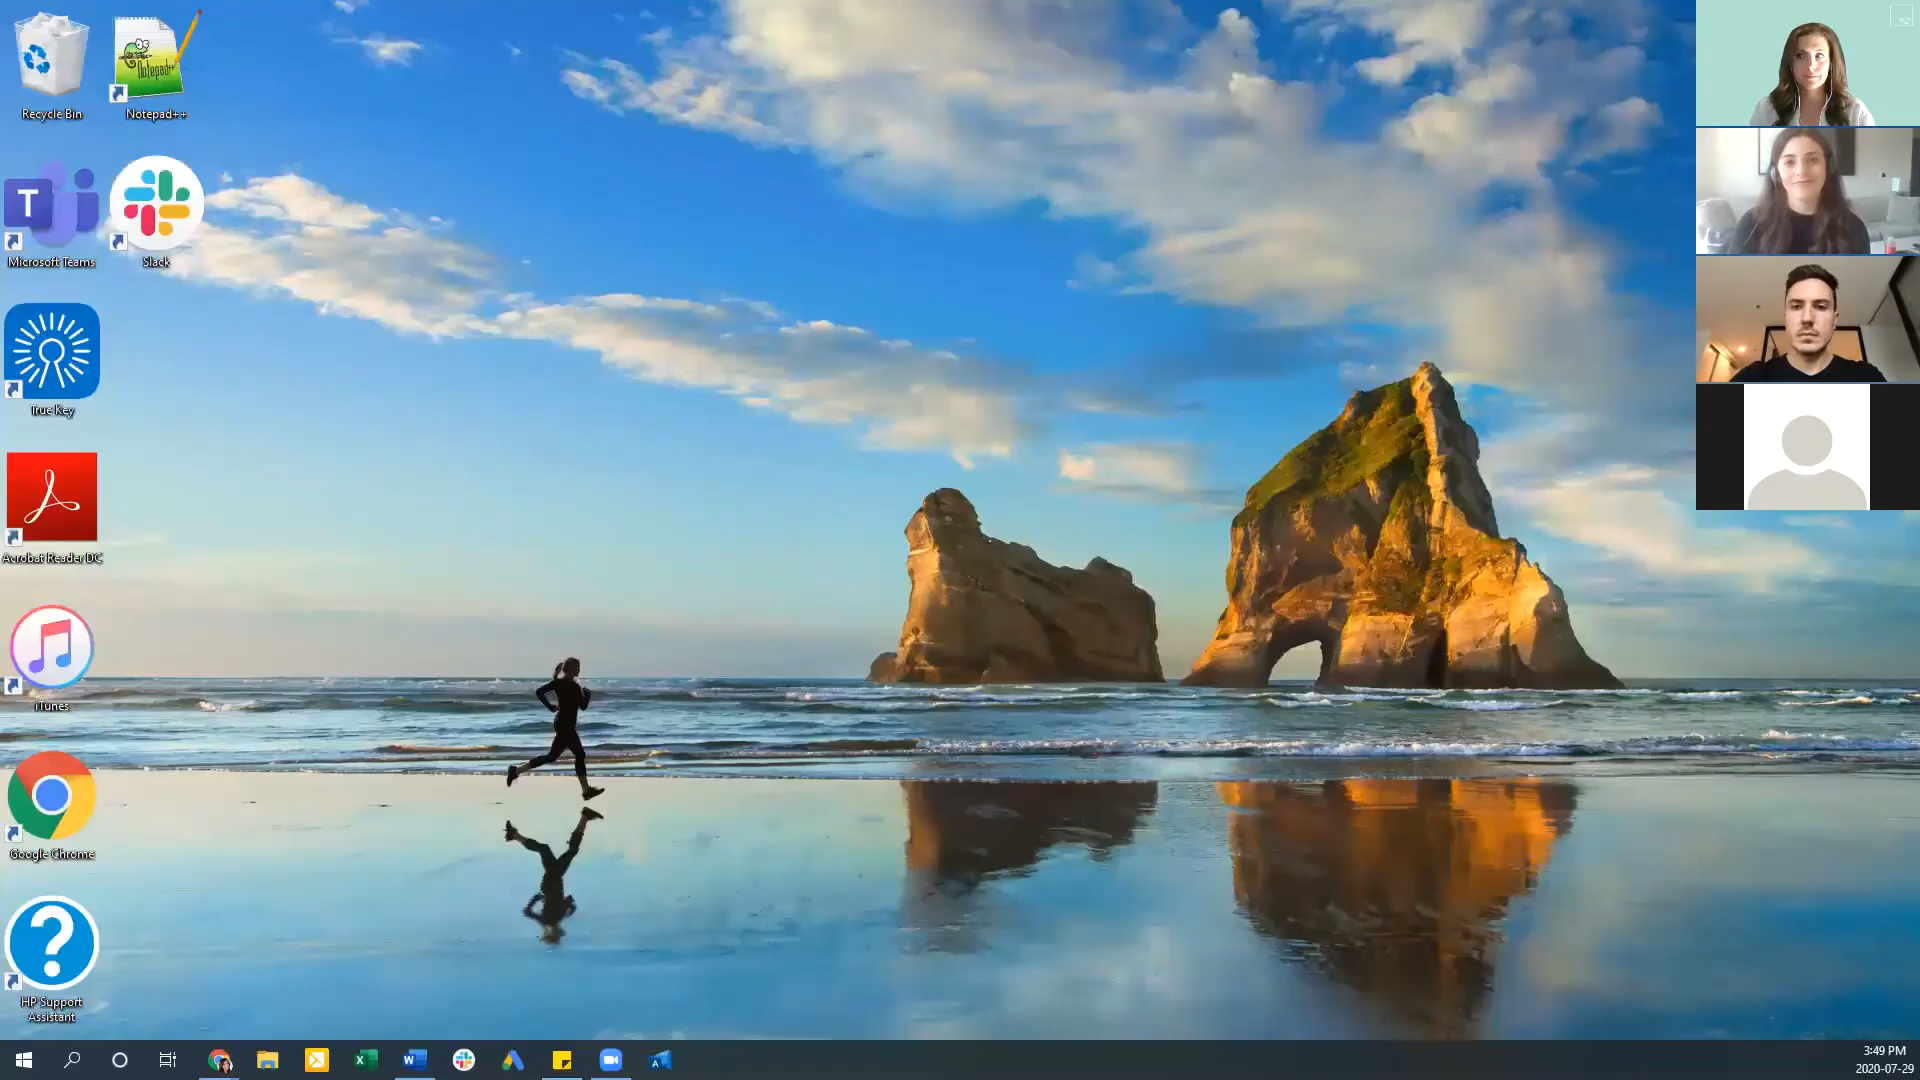 Recycle Bin
Notepad++
Notepad++
T
Microsoft Teams
Slack
True Key
Acrobat Reader DC
iTunes
Google Chrome
?
HP Support
Assistant
X
W
A
3:49 PM
2020-07-29